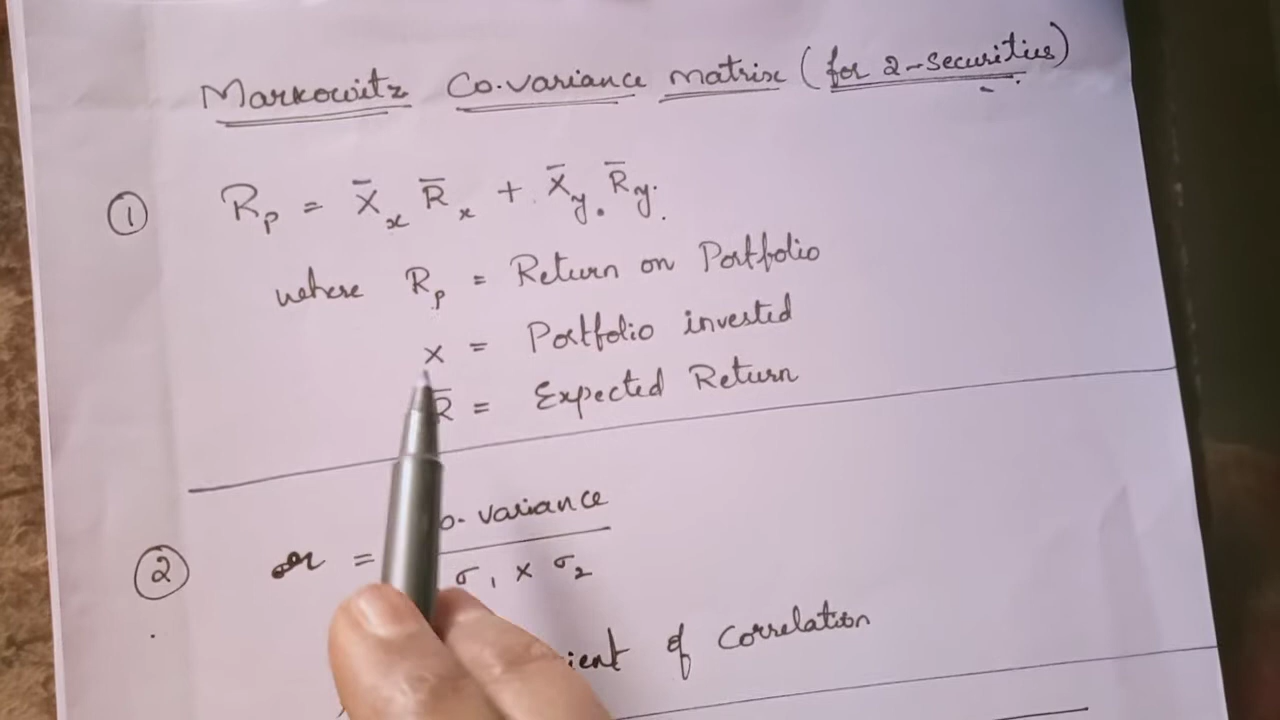 Markowitz Co.variance matrix (for 2-securities)
① Rp = X̄x R̄x + X̄y. R̄y.
where Rp = Return on Portfolio
x = Portfolio invested
R̄ = Expected Return
o.variance
② r = σ1 x σ2
ient of Correlation